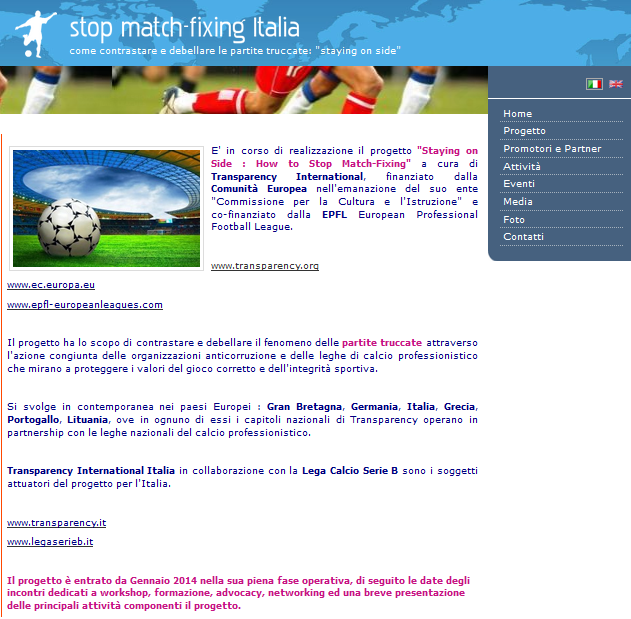 stop match-fixing Italia
come contrastare e debellare le partite truccate: "staying on side"
Home
Progetto
Promotori e Partner
Attività
Eventi
Media
Foto
Contatti
E' in corso di realizzazione il progetto "Staying on
Side : How to Stop Match-Fixing" a cura di
Transparency International, finanziato dalla
Comunità Europea nell'emanazione del suo ente
"Commissione per la Cultura e l'Istruzione" e
co-finanziato dalla EPFL European Professional
Football League.
www.transparency.org
www.ec.europa.eu
www.epfl-europeanleagues.com
Il progetto ha lo scopo di contrastare e debellare il fenomeno delle partite truccate attraverso
l'azione congiunta delle organizzazioni anticorruzione e delle leghe di calcio professionistico
che mirano a proteggere i valori del gioco corretto e dell'integrità sportiva.
Si svolge in contemporanea nei paesi Europei : Gran Bretagna, Germania, Italia, Grecia,
Portogallo, Lituania, ove in ognuno di essi i capitoli nazionali di Transparency operano in
partnership con le leghe nazionali del calcio professionistico.
Transparency International Italia in collaborazione con la Lega Calcio Serie B sono i soggetti
attuatori del progetto per l'Italia.
www.transparency.it
www.legaserieb.it
Il progetto è entrato da Gennaio 2014 nella sua piena fase operativa, di seguito le date degli
incontri dedicati a workshop, formazione, advocacy, networking ed una breve presentazione
delle principali attività componenti il progetto.